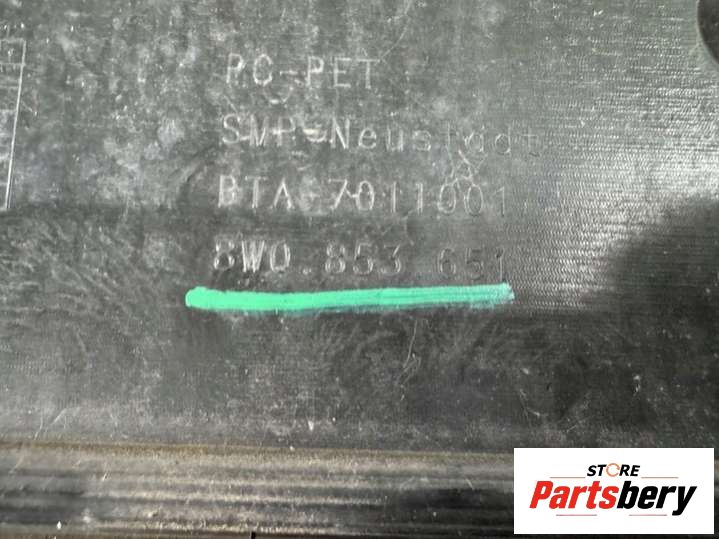 PC-PET
SMP-Neustadt
BTA-7011001
8W0.853 651
STORE
Partsbery